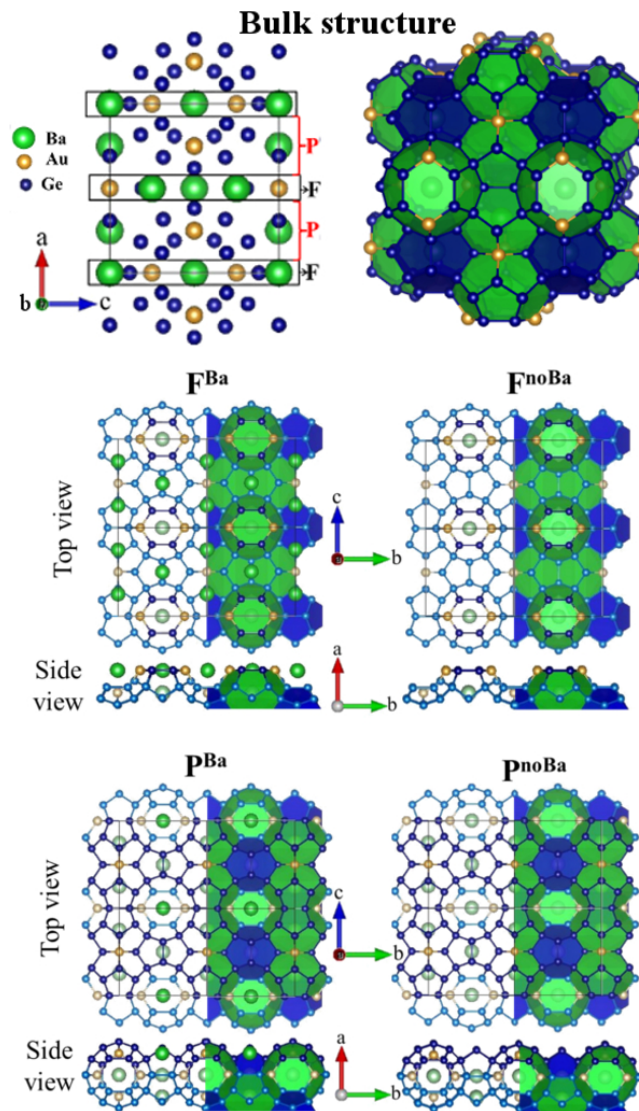 Bulk structure
Ba
Au
Ge
P
F
P
F
a
b
c
F^Ba
F^noBa
Top view
c
b
Side
view
a
b
P^Ba
P^noBa
Top view
c
b
Side
view
a
b